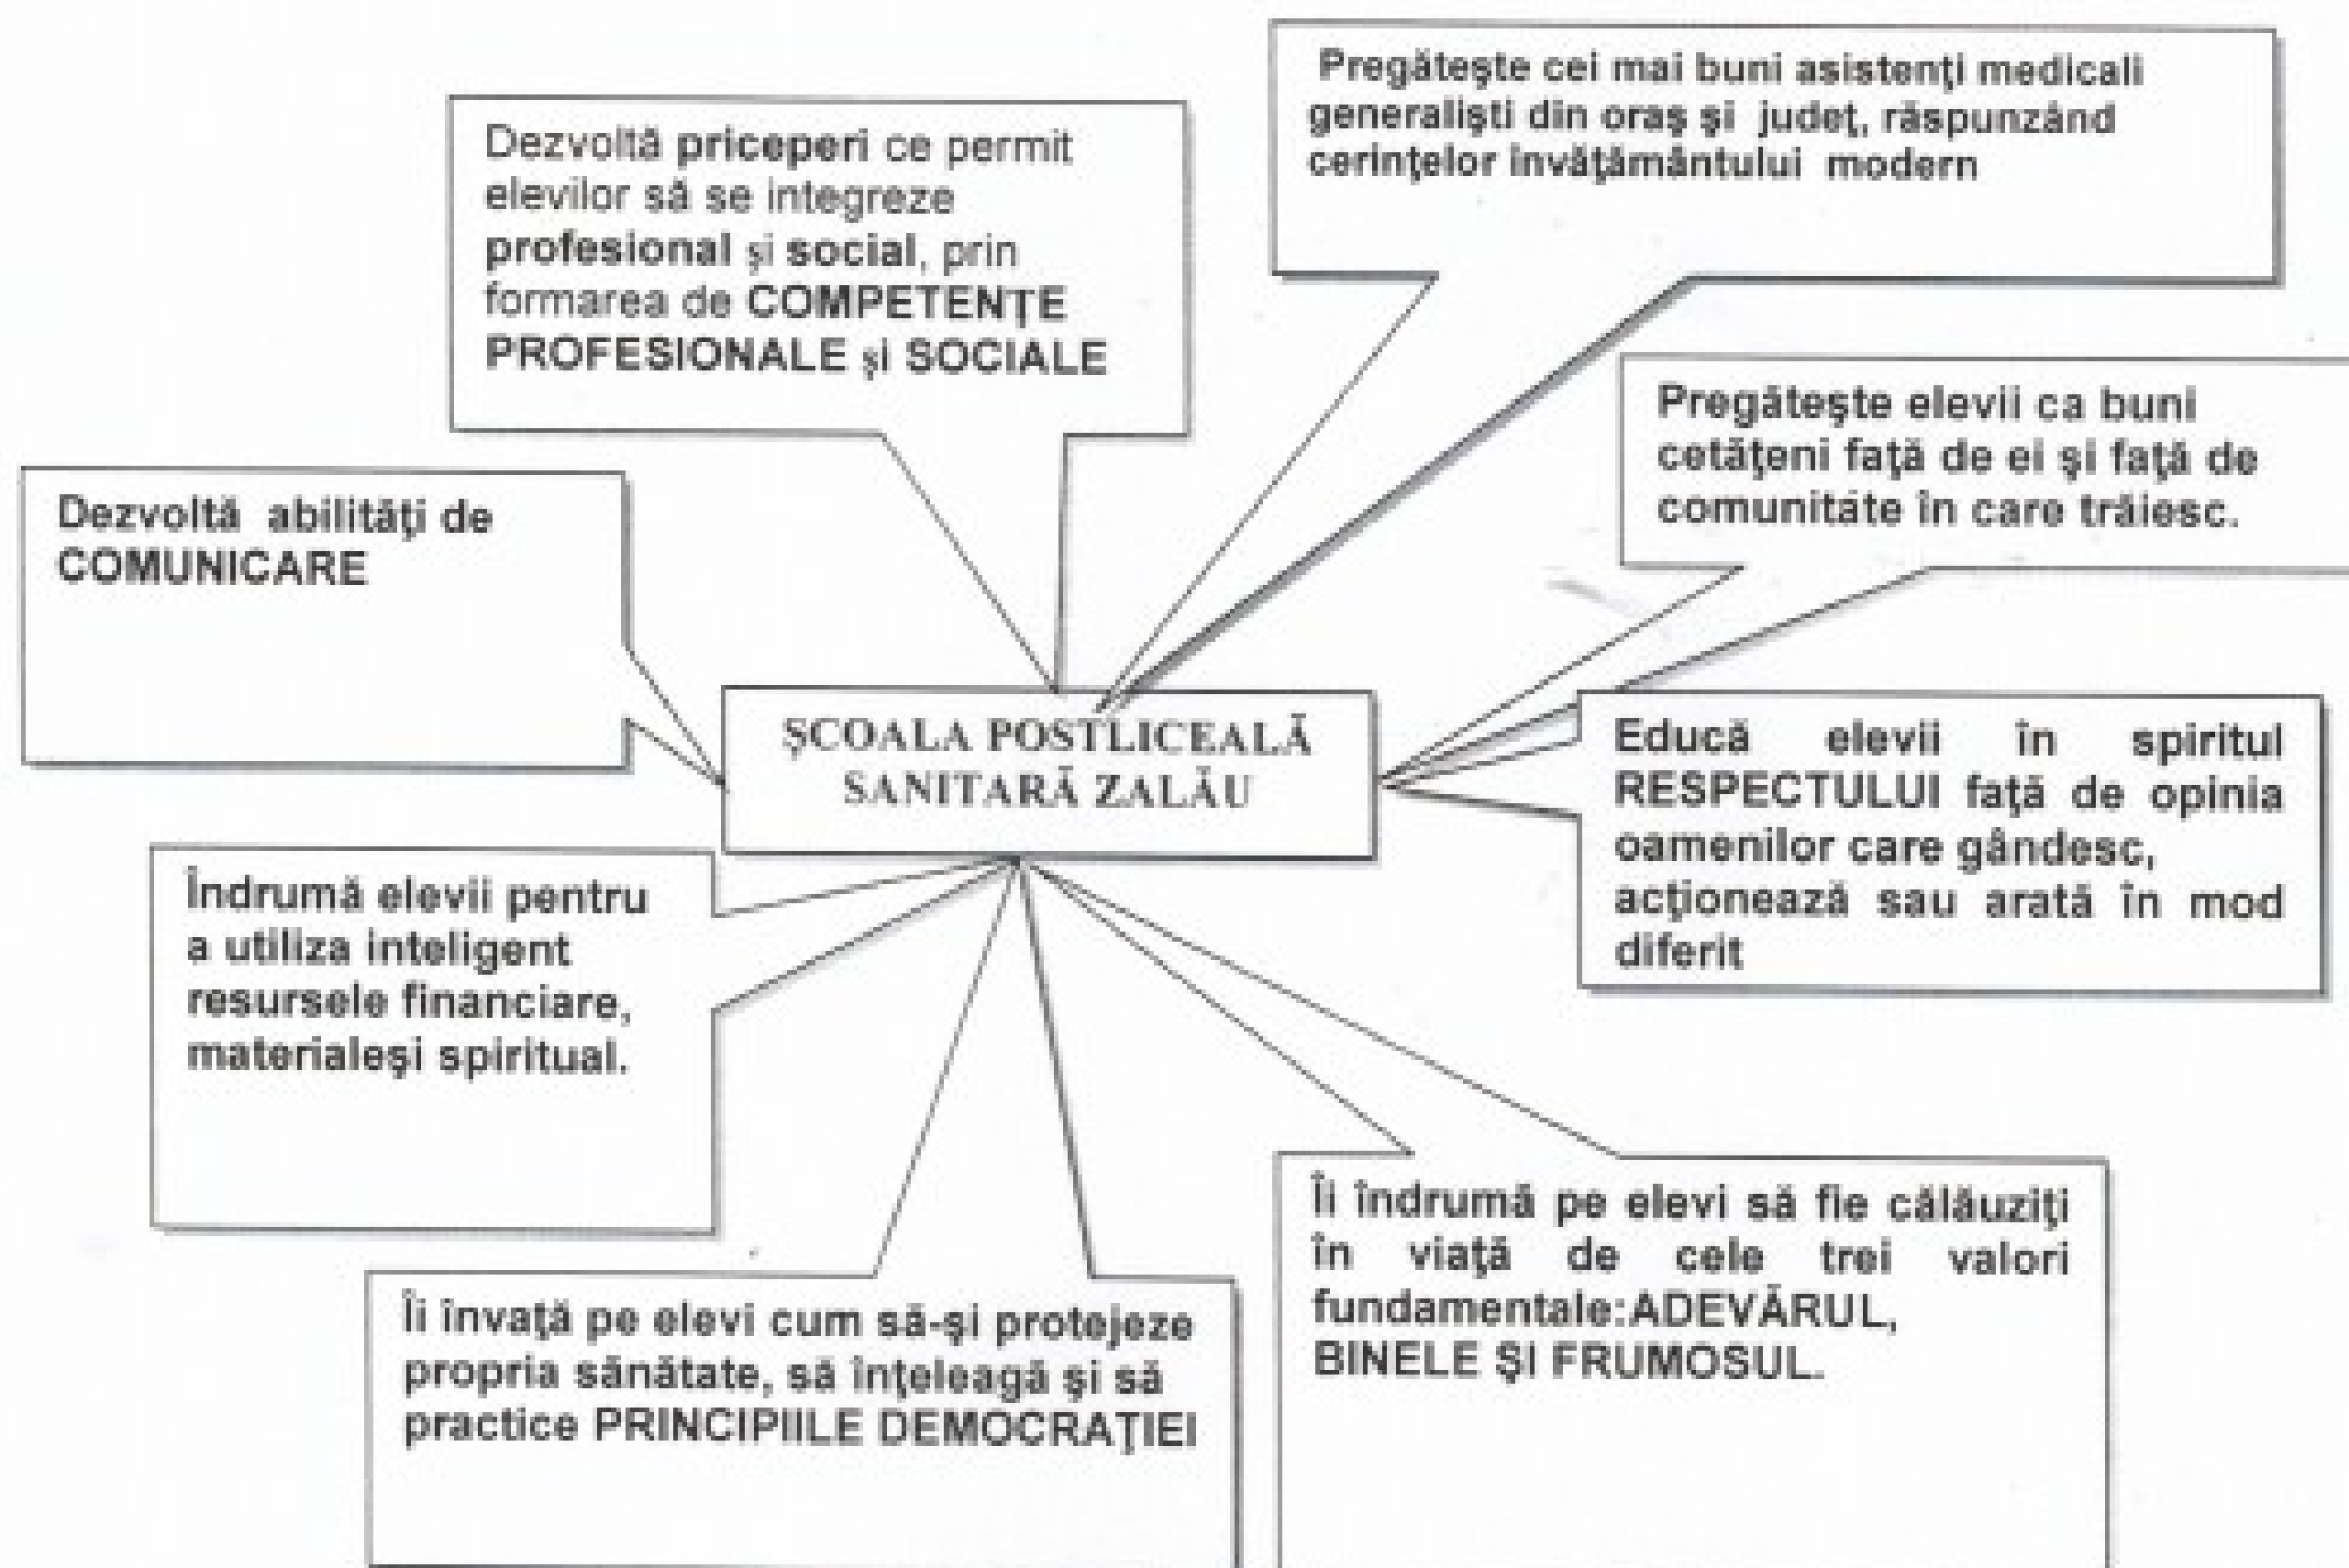 Pregăteşte cei mai buni asistenţi medicali
generalişti din oraş şi judeţ, răspunzând
cerinţelor învăţământului modern
Dezvoltă priceperi ce permit
elevilor să se integreze
profesional şi social, prin
formarea de COMPETENŢE
PROFESIONALE şi SOCIALE
Pregăteşte elevii ca buni
cetăţeni faţă de ei şi faţă de
comunitate în care trăiesc.
Dezvoltă abilităţi de
COMUNICARE
ŞCOALA POSTLICEALĂ
SANITARĂ ZALĂU
Educă elevii în spiritul
RESPECTULUI faţă de opinia
oamenilor care gândesc,
acţionează sau arată în mod
diferit
Îndrumă elevii pentru
a utiliza inteligent
resursele financiare,
materialeşi spiritual.
Îi îndrumă pe elevi să fie călăuziţi
în viaţă de cele trei valori
fundamentale:ADEVĂRUL,
BINELE ŞI FRUMOSUL.
Îi învaţă pe elevi cum să-şi protejeze
propria sănătate, să înţeleagă şi să
practice PRINCIPIILE DEMOCRAŢIEI